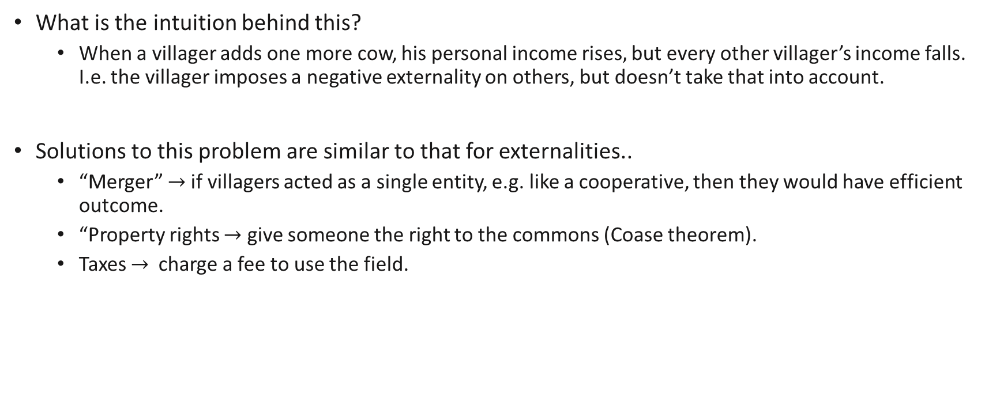 • What is the intuition behind this?
• When a villager adds one more cow, his personal income rises, but every other villager’s income falls.
I.e. the villager imposes a negative externality on others, but doesn’t take that into account.
• Solutions to this problem are similar to that for externalities..
• “Merger” → if villagers acted as a single entity, e.g. like a cooperative, then they would have efficient
outcome.
• “Property rights → give someone the right to the commons (Coase theorem).
• Taxes → charge a fee to use the field.